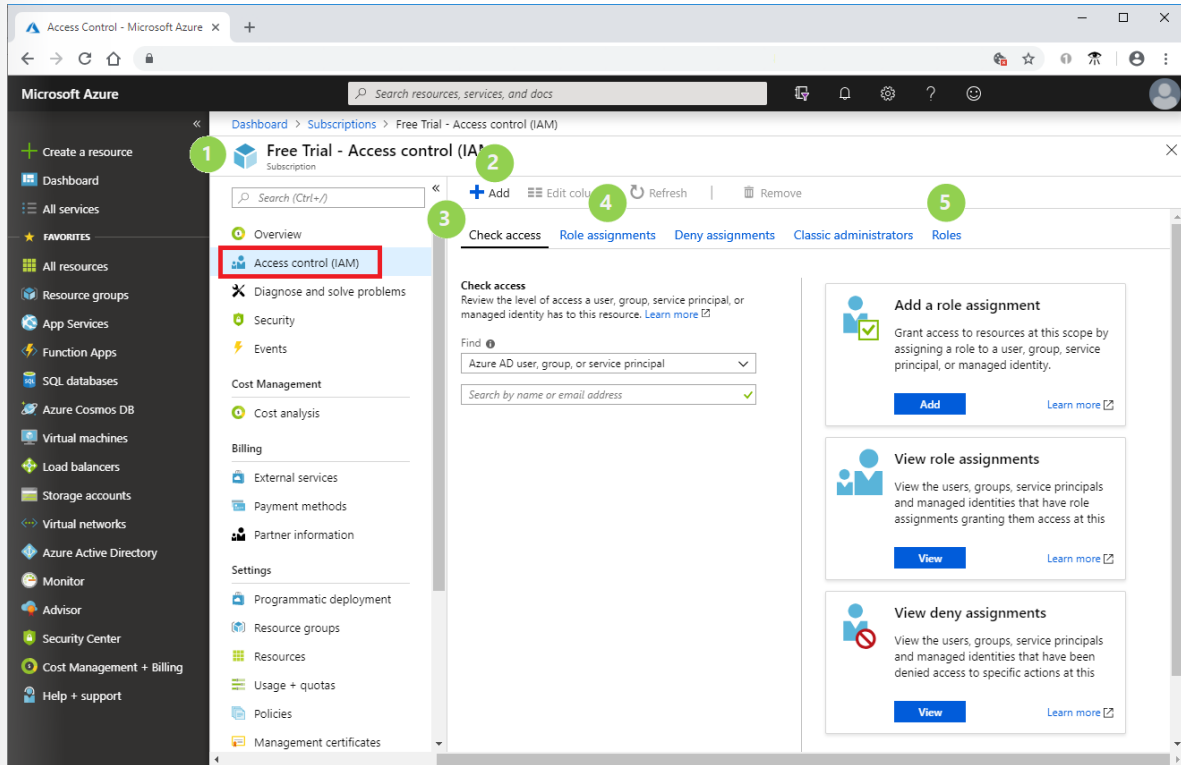 Access Control - Microsoft Azure
Microsoft Azure
Search resources, services, and docs
Create a resource
Dashboard
All services
FAVORITES
All resources
Resource groups
App Services
Function Apps
SQL databases
Azure Cosmos DB
Virtual machines
Load balancers
Storage accounts
Virtual networks
Azure Active Directory
Monitor
Advisor
Security Center
Cost Management + Billing
Help + support
Dashboard > Subscriptions > Free Trial - Access control (IAM)
1
Free Trial - Access control (IA
Subscription
Search (Ctrl+/)
Overview
Access control (IAM)
Diagnose and solve problems
Security
Events
Cost Management
Cost analysis
Billing
External services
Payment methods
Partner information
Settings
Programmatic deployment
Resource groups
Resources
Usage + quotas
Policies
Management certificates
2
Add Edit colu Refresh Remove
3 4 5
Check access Role assignments Deny assignments Classic administrators Roles
Check access
Review the level of access a user, group, service principal, or
managed identity has to this resource. Learn more
Find
Azure AD user, group, or service principal
Search by name or email address
Add a role assignment
Grant access to resources at this scope by
assigning a role to a user, group, service
principal, or managed identity.
Add Learn more
View role assignments
View the users, groups, service principals
and managed identities that have role
assignments granting them access at this
View Learn more
View deny assignments
View the users, groups, service principals
and managed identities that have been
denied access to specific actions at this
View Learn more